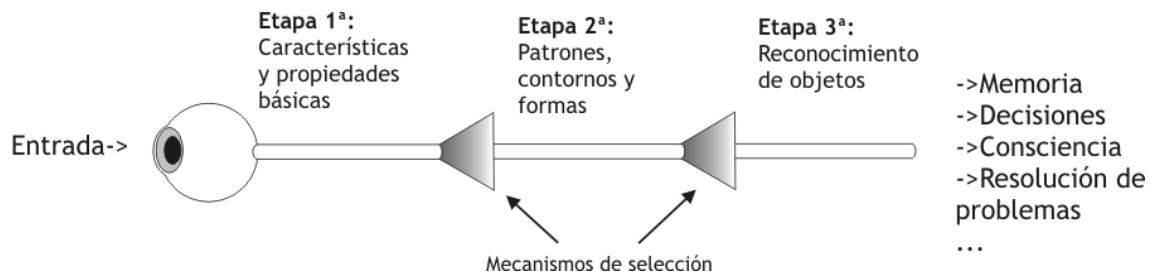 Etapa 1ª:
Características
y propiedades
básicas
Etapa 2ª:
Patrones,
contornos y
formas
Etapa 3ª:
Reconocimiento
de objetos
Entrada->
->Memoria
->Decisiones
->Consciencia
->Resolución de
problemas
...
Mecanismos de selección